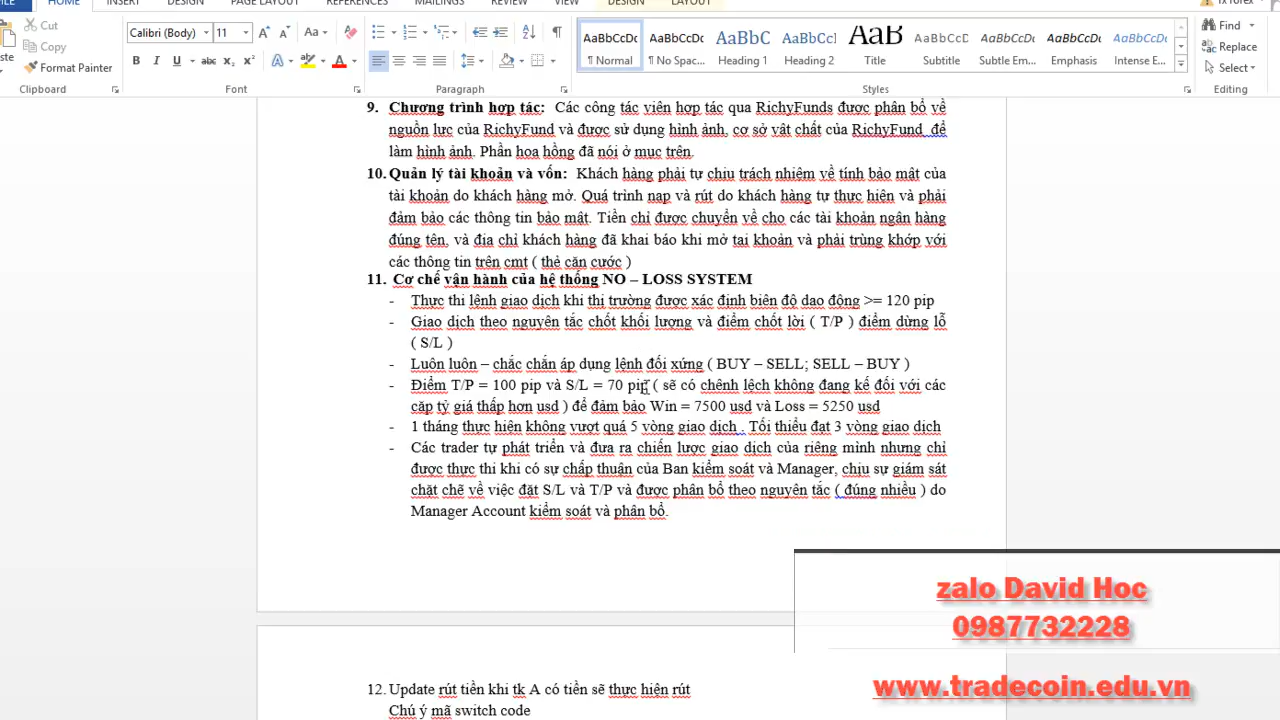 FILE HOME INSERT DESIGN PAGE LAYOUT REFERENCES MAILINGS REVIEW VIEW DESIGN LAYOUT
Cut
Copy
Format Painter
Calibri (Body) 11
AaBbCcDc AaBbCcDc AaBbC AaBbCc AaB AaBbCcD AaBbCcDc AaBbCcDc AaBbCcDc
¶ Normal ¶ No Spac... Heading 1 Heading 2 Title Subtitle Subtle Em... Emphasis Intense E...
Find
Replace
Select
Clipboard Font Paragraph Styles Editing
9. Chương trình hợp tác: Các công tác viên hợp tác qua RichyFunds được phân bổ về
nguồn lực của RichyFund và được sử dụng hình ảnh, cơ sở vật chất của RichyFund để
làm hình ảnh. Phần hoa hồng đã nói ở mục trên.
10. Quản lý tài khoản và vốn: Khách hàng phải tự chịu trách nhiệm về tính bảo mật của
tài khoản do khách hàng mở. Quá trình nạp và rút do khách hàng tự thực hiện và phải
đảm bảo các thông tin bảo mật. Tiền chỉ được chuyển về cho các tài khoản ngân hàng
đúng tên, và địa chỉ khách hàng đã khai báo khi mở tai khoản và phải trùng khớp với
các thông tin trên cmt ( thẻ căn cước )
11. Cơ chế vận hành của hệ thống NO – LOSS SYSTEM
- Thực thi lệnh giao dịch khi thị trường được xác định biên độ dao động >= 120 pip
- Giao dịch theo nguyên tắc chốt khối lượng và điểm chốt lời ( T/P ) điểm dừng lỗ
( S/L )
- Luôn luôn – chắc chắn áp dụng lệnh đối xứng ( BUY – SELL; SELL – BUY )
- Điểm T/P = 100 pip và S/L = 70 pip ( sẽ có chênh lệch không đang kế đối với các
cặp tỷ giá thấp hơn usd ) để đảm bảo Win = 7500 usd và Loss = 5250 usd
- 1 tháng thực hiện không vượt quá 5 vòng giao dịch . Tối thiểu đạt 3 vòng giao dịch
- Các trader tự phát triển và đưa ra chiến lược giao dịch của riêng mình nhưng chỉ
được thực thi khi có sự chấp thuận của Ban kiểm soát và Manager, chịu sự giám sát
chặt chẽ về việc đặt S/L và T/P và được phân bổ theo nguyên tắc ( đúng nhiều ) do
Manager Account kiểm soát và phân bổ.
zalo David Hoc
0987732228
www.tradecoin.edu.vn
12. Update rút tiền khi tk A có tiền sẽ thực hiện rút
Chú ý mã switch code